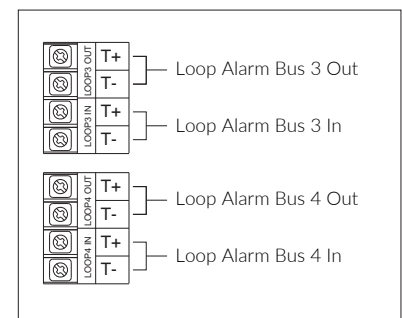 LOOP3 OUT
T+
T-
Loop Alarm Bus 3 Out
LOOP3 IN
T+
T-
Loop Alarm Bus 3 In
LOOP4 OUT
T+
T-
Loop Alarm Bus 4 Out
LOOP4 IN
T+
T-
Loop Alarm Bus 4 In